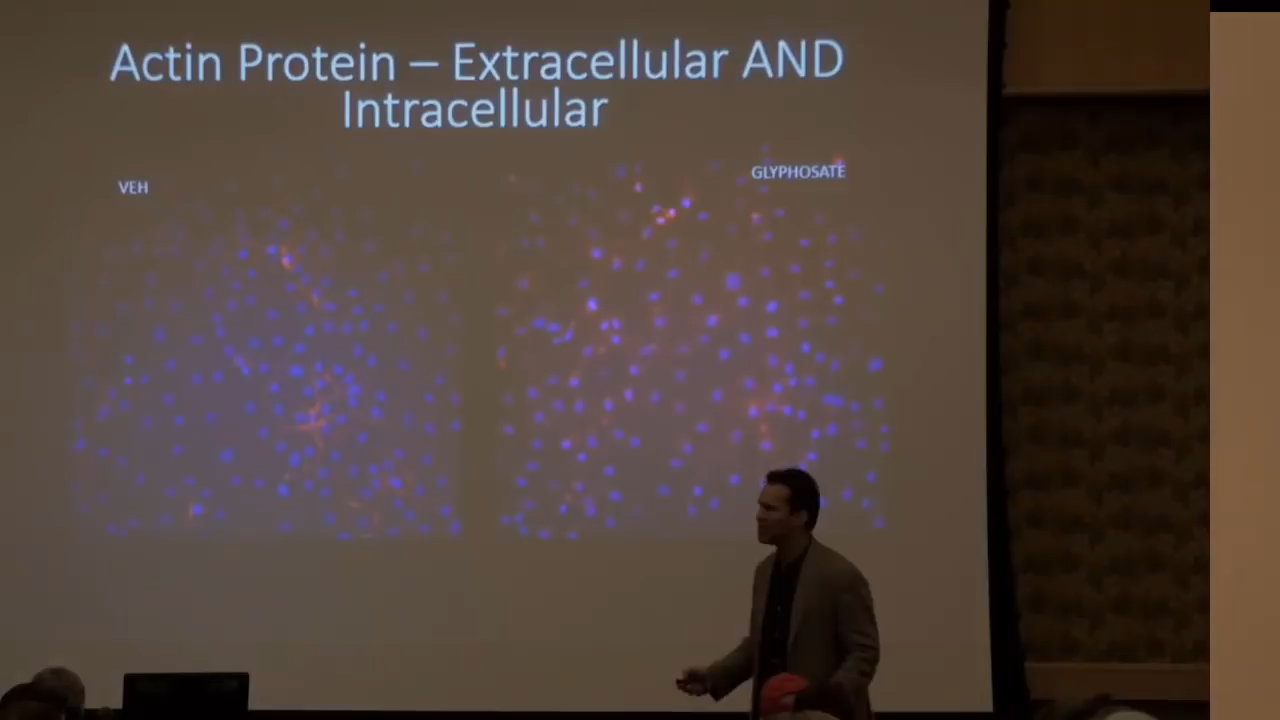 Actin Protein – Extracellular AND
Intracellular
VEH
GLYPHOSATE